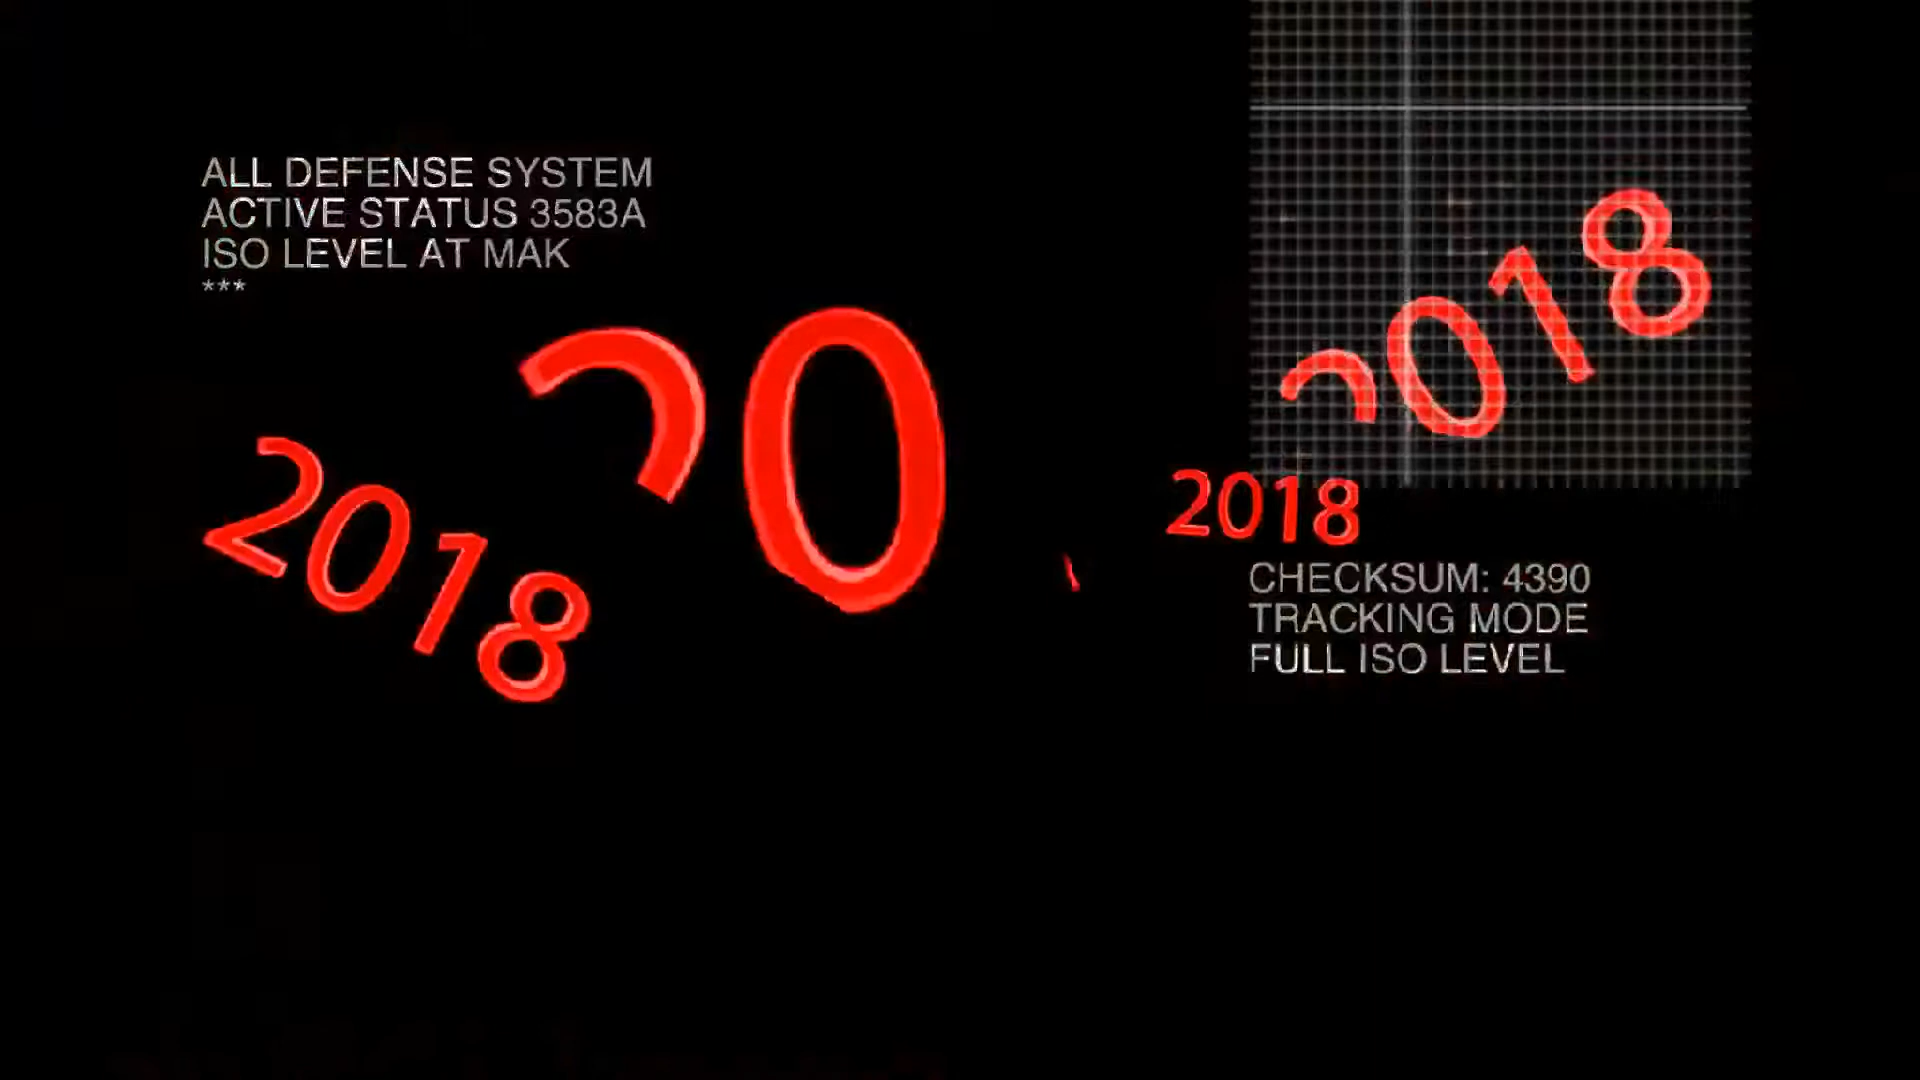 ALL DEFENSE SYSTEM
ACTIVE STATUS 3583A
ISO LEVEL AT MAK
***
2018
20
2018
2018
CHECKSUM: 4390
TRACKING MODE
FULL ISO LEVEL